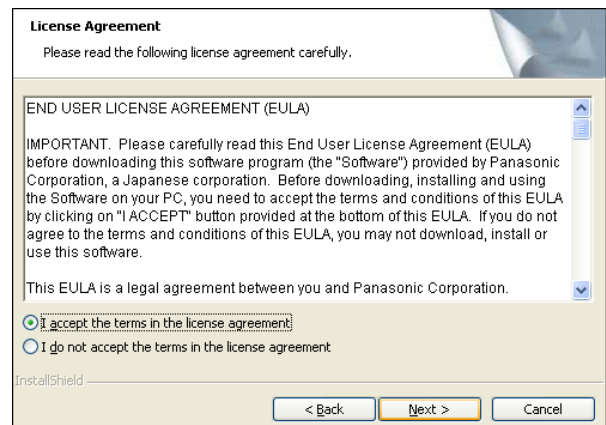 License Agreement
Please read the following license agreement carefully.
END USER LICENSE AGREEMENT (EULA)
IMPORTANT.  Please carefully read this End User License Agreement (EULA)
before downloading this software program (the "Software") provided by Panasonic
Corporation, a Japanese corporation.  Before downloading, installing and using
the Software on your PC, you need to accept the terms and conditions of this EULA
by clicking on "I ACCEPT" button provided at the bottom of this EULA.  If you do not
agree to the terms and conditions of this EULA, you may not download, install or
use this software.
This EULA is a legal agreement between you and Panasonic Corporation.
I accept the terms in the license agreement
I do not accept the terms in the license agreement
InstallShield
< Back
Next >
Cancel